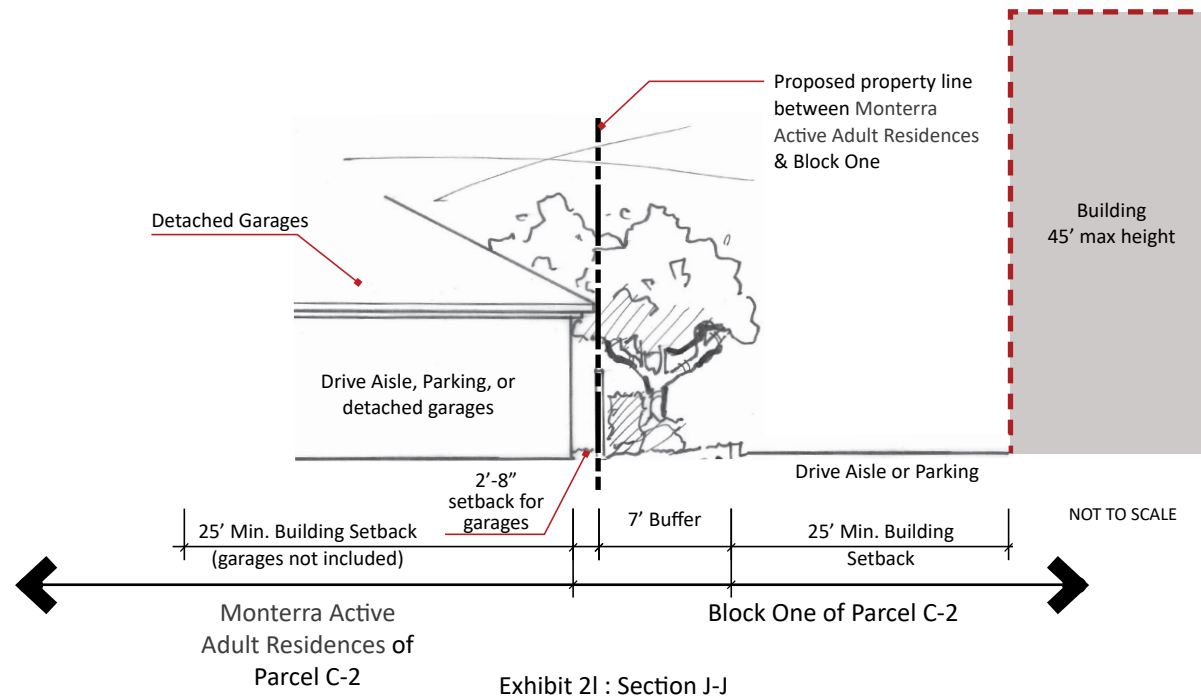 Proposed property line
between Monterra
Active Adult Residences
& Block One
Building
45’ max height
Detached Garages
Drive Aisle, Parking, or
detached garages
Drive Aisle or Parking
2’-8”
setback for
garages
25’ Min. Building Setback
(garages not included)
7’ Buffer
25’ Min. Building
Setback
NOT TO SCALE
Monterra Active
Adult Residences of
Parcel C-2
Block One of Parcel C-2
Exhibit 2l : Section J-J